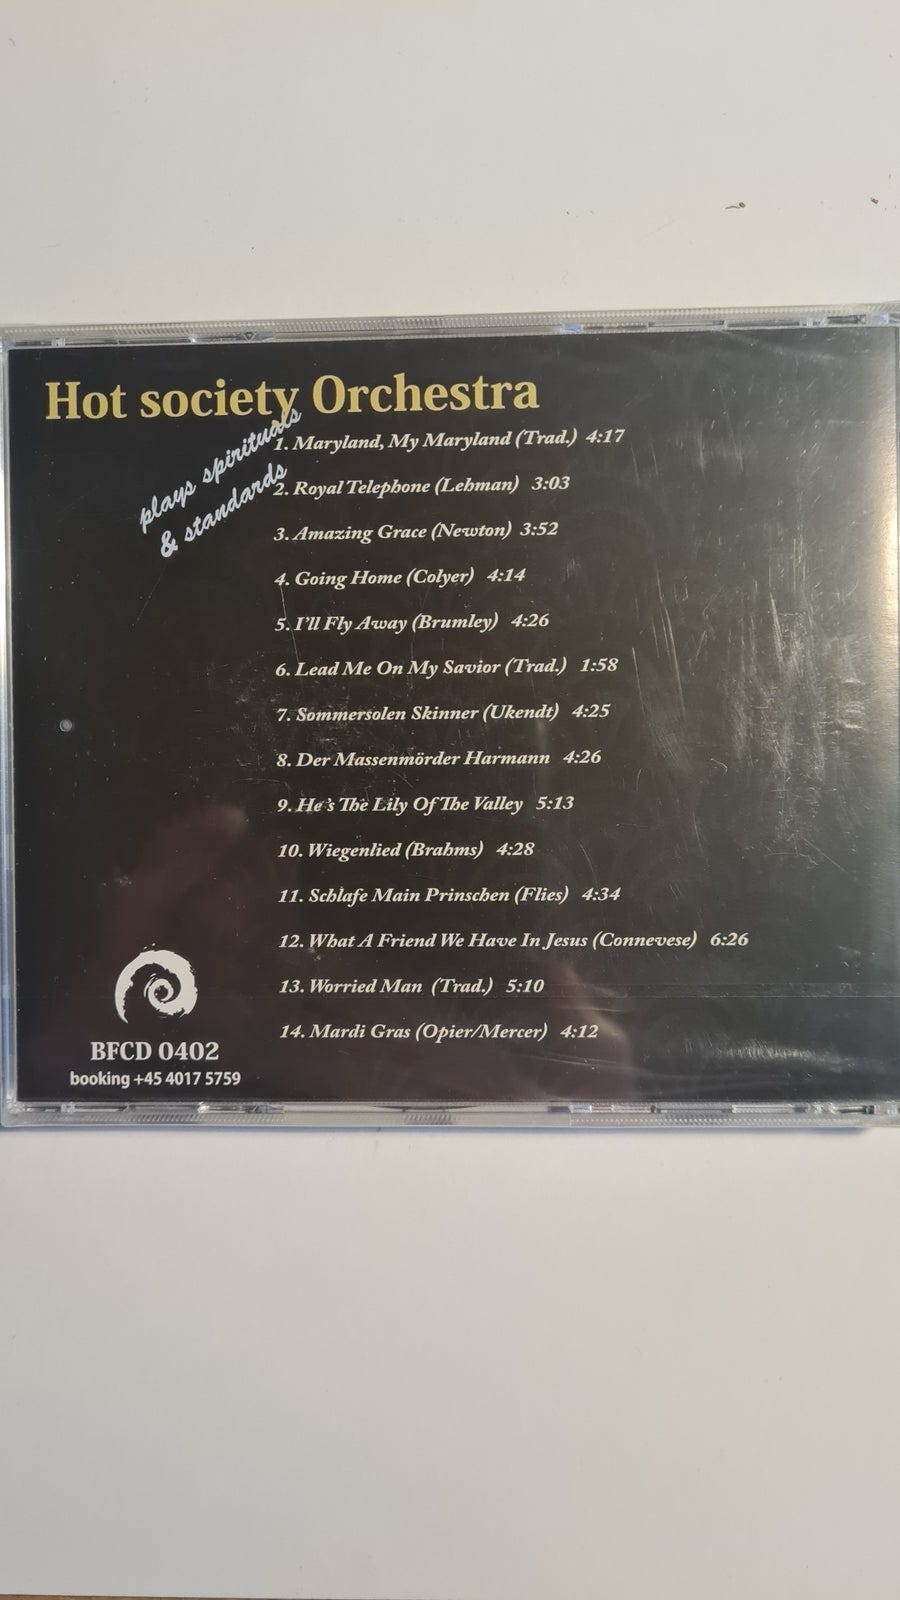 Hot society Orchestra
plays spirituals
& standards
1. Maryland, My Maryland (Trad.) 4:17
2. Royal Telephone (Lehman) 3:03
3. Amazing Grace (Newton) 3:52
4. Going Home (Colyer) 4:14
5. I'll Fly Away (Brumley) 4:26
6. Lead Me On My Savior (Trad.) 1:58
7. Sommersolen Skinner (Ukendt) 4:25
8. Der Massenmörder Harmann 4:26
9. He's The Lily Of The Valley 5:13
10. Wiegenlied (Brahms) 4:28
11. Schlafe Main Prinschen (Flies) 4:34
12. What A Friend We Have In Jesus (Connevese) 6:26
13. Worried Man (Trad.) 5:10
14. Mardi Gras (Opier/Mercer) 4:12
BFCD 0402
booking +45 4017 5759